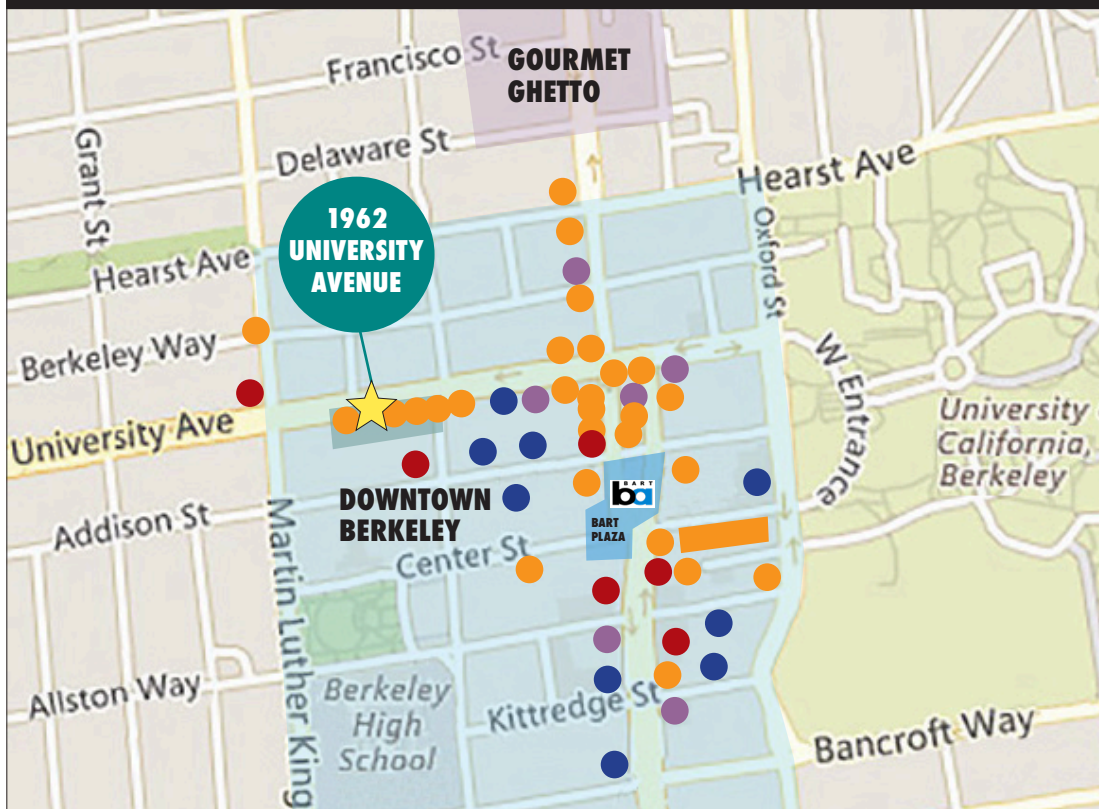 Francisco St
GOURMET
GHETTO
Grant St
Delaware St
Hearst Ave
1962
UNIVERSITY
AVENUE
Oxford St
Hearst Ave
Berkeley Way
W Entrance
University Ave
University
California,
Berkeley
DOWNTOWN
BERKELEY
BART
ba
BART
PLAZA
Addison St
Center St
Martin Luther King
Allston Way
Berkeley
High
School
Kittredge St
Bancroft Way